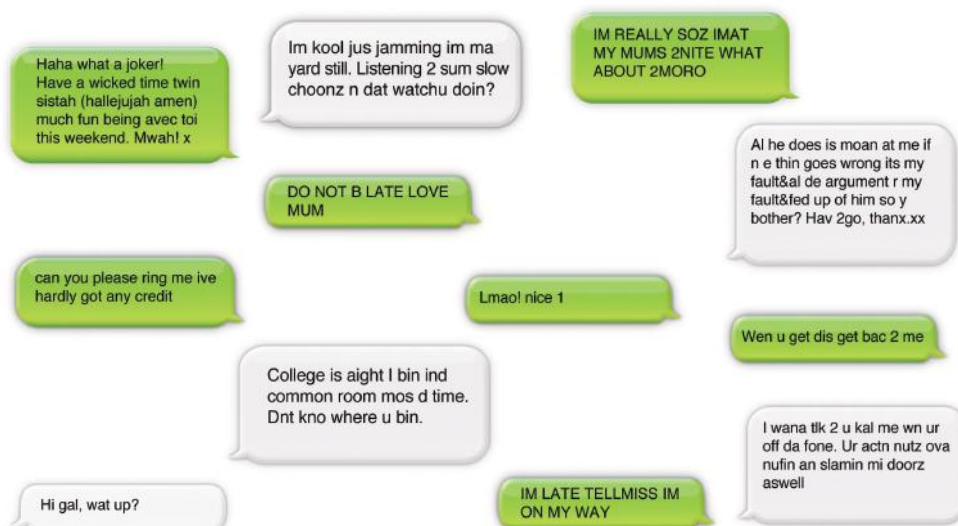 Haha what a joker!
Have a wicked time twin
sistah (hallejujah amen)
much fun being avec toi
this weekend. Mwah! x
Im kool jus jamming im ma
yard still. Listening 2 sum slow
choonz n dat watchu doin?
IM REALLY SOZ IMAT
MY MUMS 2NITE WHAT
ABOUT 2MORO
Al he does is moan at me if
n e thin goes wrong its my
fault&al de argument r my
fault&fed up of him so y
bother? Hav 2go, thanx.xx
DO NOT B LATE LOVE
MUM
can you please ring me ive
hardly got any credit
Lmao! nice 1
Wen u get dis get bac 2 me
College is aight I bin ind
common room mos d time.
Dnt kno where u bin.
I wana tlk 2 u kal me wn ur
off da fone. Ur actn nutz ova
nufin an slamin mi doorz
aswell
Hi gal, wat up?
IM LATE TELLMISS IM
ON MY WAY